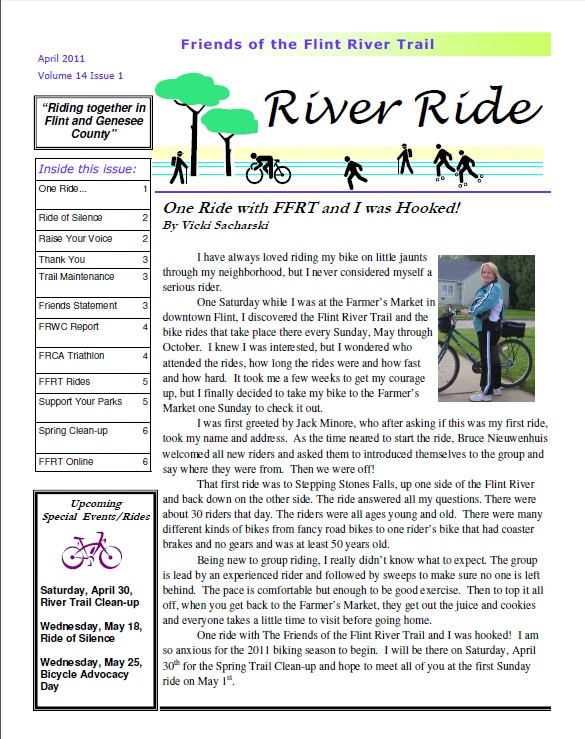 Friends of the Flint River Trail
April 2011
Volume 14 Issue 1
River Ride
“Riding together in
Flint and Genesee
County”
Inside this issue:
One Ride... 1
Ride of Silence 2
Raise Your Voice 2
Thank You 3
Trail Maintenance 3
Friends Statement 3
FRWC Report 4
FRCA Triathlon 4
FFRT Rides 5
Support Your Parks 5
Spring Clean-up 6
FFRT Online 6
Upcoming
Special Events/Rides
Saturday, April 30,
River Trail Clean-up
Wednesday, May 18,
Ride of Silence
Wednesday, May 25,
Bicycle Advocacy
Day
One Ride with FFRT and I was Hooked!
By Vicki Sacharski
I have always loved riding my bike on little jaunts
through my neighborhood, but I never considered myself a
serious rider.
One Saturday while I was at the Farmer’s Market in
downtown Flint, I discovered the Flint River Trail and the
bike rides that take place there every Sunday, May through
October. I knew I was interested, but I wondered who
attended the rides, how long the rides were and how fast
and how hard. It took me a few weeks to get my courage
up, but I finally decided to take my bike to the Farmer’s
Market one Sunday to check it out.
I was first greeted by Jack Minore, who after asking if this was my first ride,
took my name and address. As the time neared to start the ride, Bruce Nieuwenhuis
welcomed all new riders and asked them to introduced themselves to the group and
say where they were from. Then we were off!
That first ride was to Stepping Stones Falls, up one side of the Flint River
and back down on the other side. The ride answered all my questions. There were
about 30 riders that day. The riders were all ages young and old. There were many
different kinds of bikes from fancy road bikes to one rider’s bike that had coaster
brakes and no gears and was at least 50 years old.
Being new to group riding, I really didn’t know what to expect. The group
is lead by an experienced rider and followed by sweeps to make sure no one is left
behind. The pace is comfortable but enough to be good exercise. Then to top it all
off, when you get back to the Farmer’s Market, they get out the juice and cookies
and everyone takes a little time to visit before going home.
One ride with The Friends of the Flint River Trail and I was hooked! I am
so anxious for the 2011 biking season to begin. I will be there on Saturday, April
30th for the Spring Trail Clean-up and hope to meet all of you at the first Sunday
ride on May 1st.